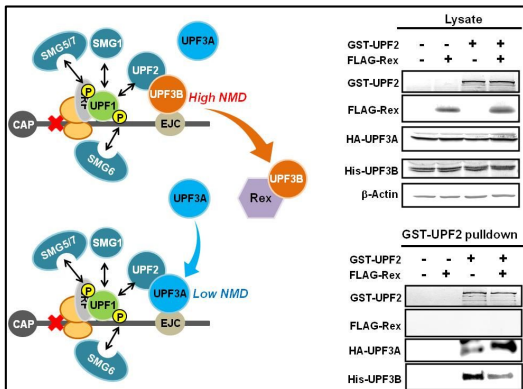 UPF3A
SMG5/7
SMG1
UPF2
P
UPF1
UPF3B
High NMD
P
CAP
EJC
SMG6
UPF3B
Rex
UPF3A
SMG5/7
SMG1
UPF2
P
UPF1
UPF3A
Low NMD
P
CAP
EJC
SMG6
Lysate
GST-UPF2 - - + +
FLAG-Rex - + - +
GST-UPF2
FLAG-Rex
HA-UPF3A
His-UPF3B
β-Actin
GST-UPF2 pulldown
GST-UPF2 - - + +
FLAG-Rex - + - +
GST-UPF2
FLAG-Rex
HA-UPF3A
His-UPF3B